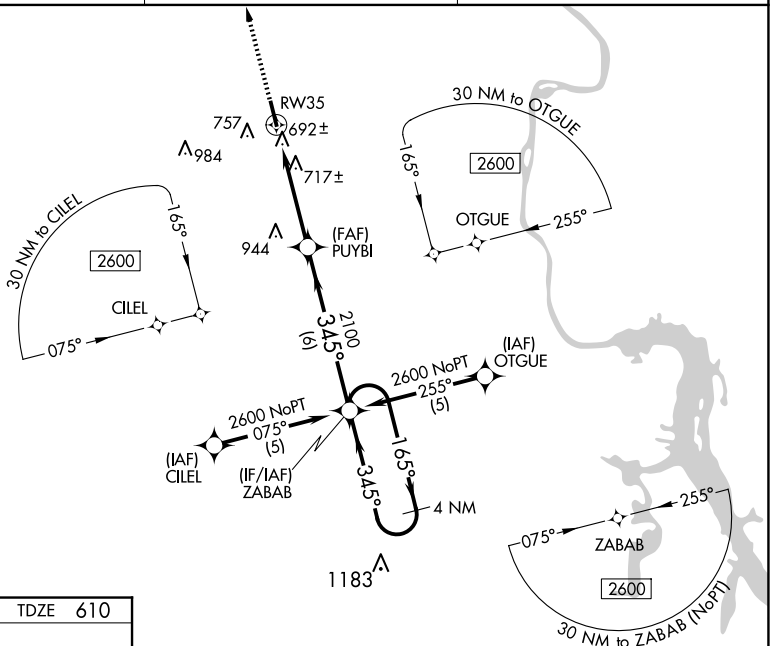 RW35
757
692±
984
717±
(FAF)
PUYBI
944
30 NM to OTGUE
165°
2600
OTGUE
255°
30 NM to CILEL
165°
2600
CILEL
075°
2100
345°
(6)
(IAF)
OTGUE
2600 NoPT
255°
(5)
2600 NoPT
075°
(5)
(IAF)
CILEL
(IF/IAF)
ZABAB
345°
165°
4 NM
1183
075°
255°
ZABAB
2600
30 NM to ZABAB (NoPT)
TDZE 610